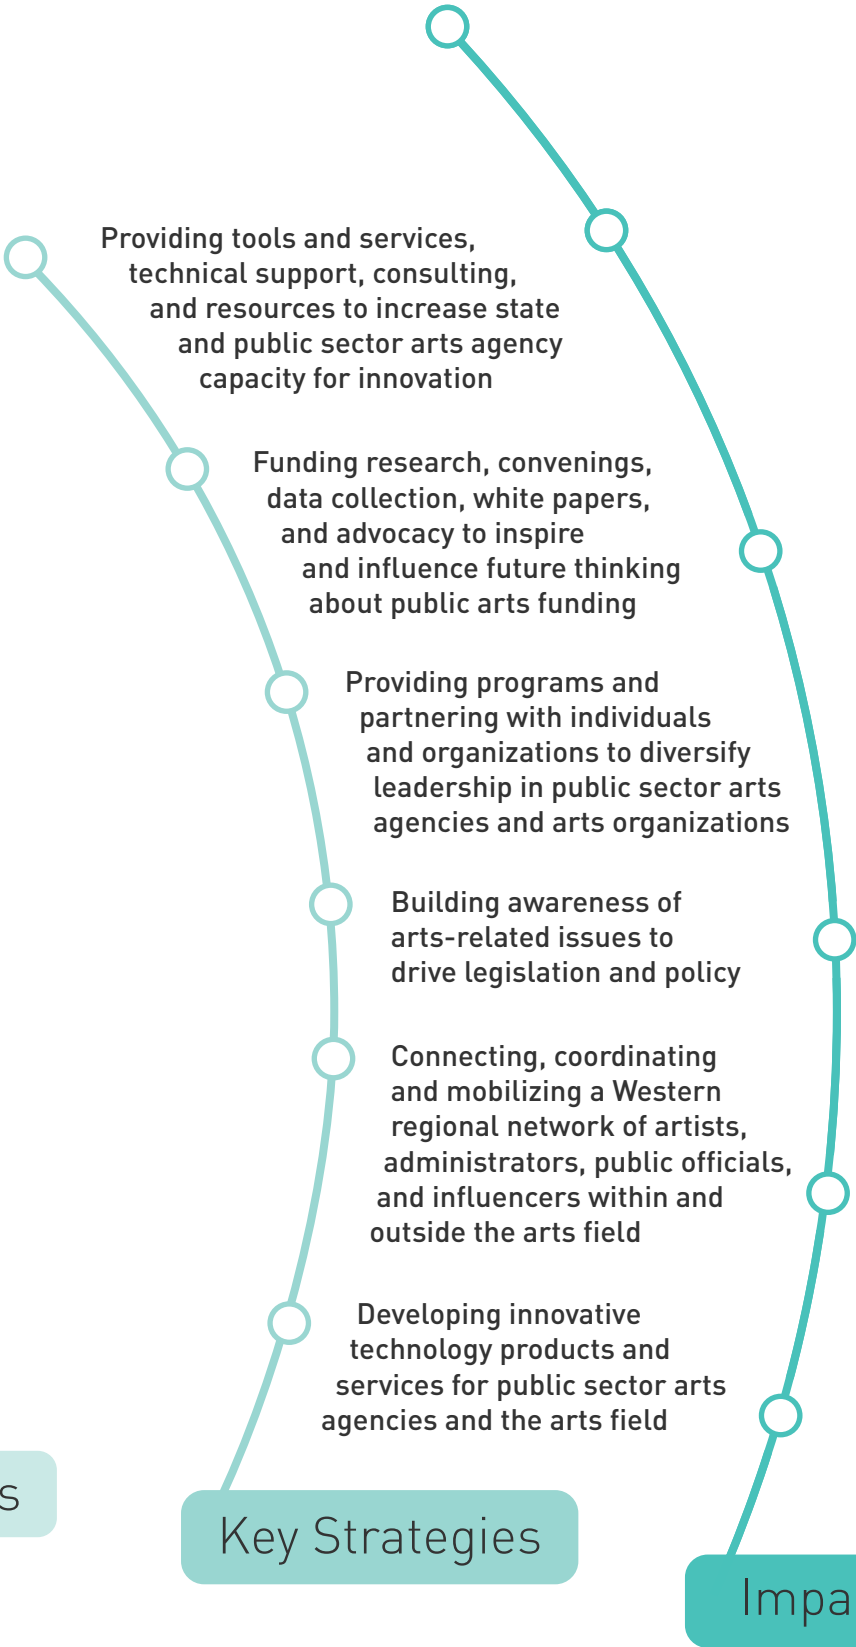 Providing tools and services,
technical support, consulting,
and resources to increase state
and public sector arts agency
capacity for innovation
Funding research, convenings,
data collection, white papers,
and advocacy to inspire
and influence future thinking
about public arts funding
Providing programs and
partnering with individuals
and organizations to diversify
leadership in public sector arts
agencies and arts organizations
Building awareness of
arts-related issues to
drive legislation and policy
Connecting, coordinating
and mobilizing a Western
regional network of artists,
administrators, public officials,
and influencers within and
outside the arts field
Developing innovative
technology products and
services for public sector arts
agencies and the arts field
s
Key Strategies
Impa